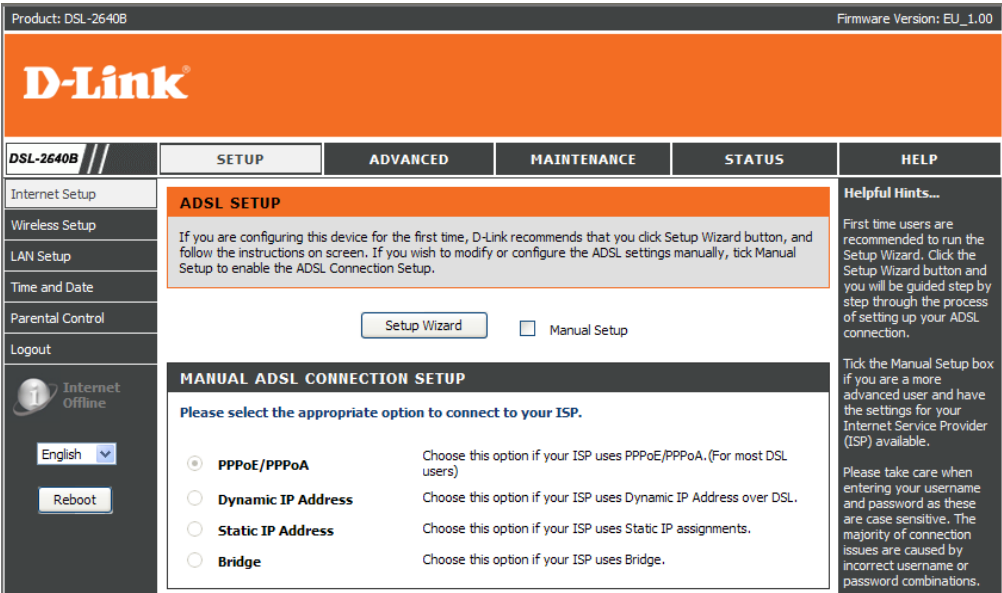 Product: DSL-2640B
Firmware Version: EU_1.00
D-Link®
DSL-2640B
SETUP
ADVANCED
MAINTENANCE
STATUS
HELP
Internet Setup
Wireless Setup
LAN Setup
Time and Date
Parental Control
Logout
Internet
Offline
English
Reboot
ADSL SETUP
If you are configuring this device for the first time, D-Link recommends that you click Setup Wizard button, and
follow the instructions on screen. If you wish to modify or configure the ADSL settings manually, tick Manual
Setup to enable the ADSL Connection Setup.
Setup Wizard
Manual Setup
MANUAL ADSL CONNECTION SETUP
Please select the appropriate option to connect to your ISP.
PPPoE/PPPoA
Choose this option if your ISP uses PPPoE/PPPoA.(For most DSL
users)
Dynamic IP Address
Choose this option if your ISP uses Dynamic IP Address over DSL.
Static IP Address
Choose this option if your ISP uses Static IP assignments.
Bridge
Choose this option if your ISP uses Bridge.
Helpful Hints...
First time users are
recommended to run the
Setup Wizard. Click the
Setup Wizard button and
you will be guided step by
step through the process
of setting up your ADSL
connection.
Tick the Manual Setup box
if you are a more
advanced user and have
the settings for your
Internet Service Provider
(ISP) available.
Please take care when
entering your username
and password as these
are case sensitive. The
majority of connection
issues are caused by
incorrect username or
password combinations.